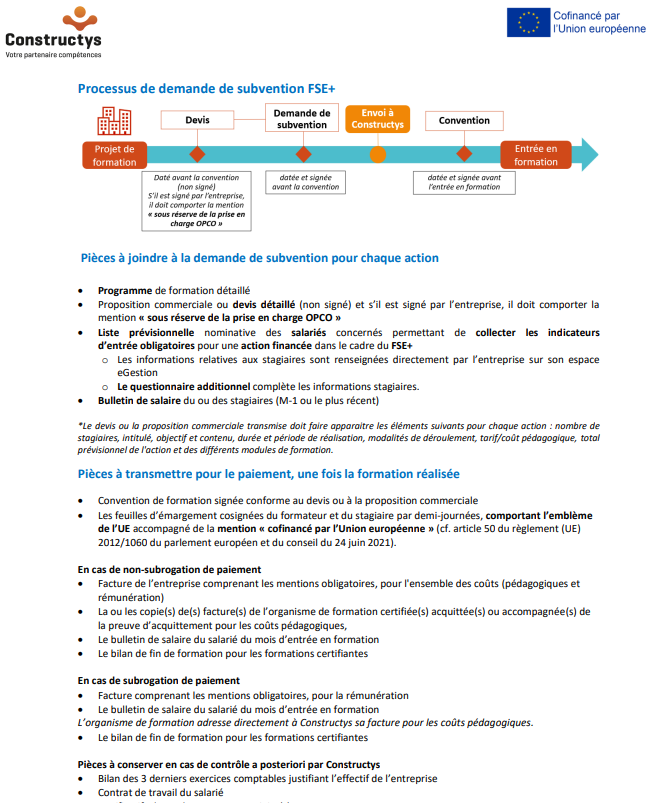 Constructys
Votre partenaire compétences
Cofinancé par
l'Union européenne
Processus de demande de subvention FSE+
Devis
Demande de
subvention
Envoi à
Constructys
Convention
Projet de
formation
Entrée en
formation
Daté avant la convention
(non signé)
S'il est signé par l'entreprise,
il doit comporter la mention
« sous réserve de la prise en
charge OPCO »
datée et signée
avant la convention
datée et signée avant
l'entrée en formation
Pièces à joindre à la demande de subvention pour chaque action
• Programme de formation détaillé
• Proposition commerciale ou devis détaillé (non signé) et s'il est signé par l'entreprise, il doit comporter la
mention « sous réserve de la prise en charge OPCO »
• Liste prévisionnelle nominative des salariés concernés permettant de collecter les indicateurs
d'entrée obligatoires pour une action financée dans le cadre du FSE+
o Les informations relatives aux stagiaires sont renseignées directement par l'entreprise sur son espace
eGestion
o Le questionnaire additionnel complète les informations stagiaires.
• Bulletin de salaire du ou des stagiaires (M-1 ou le plus récent)
*Le devis ou la proposition commerciale transmise doit faire apparaitre les éléments suivants pour chaque action : nombre de
stagiaires, intitulé, objectif et contenu, durée et période de réalisation, modalités de déroulement, tarif/coût pédagogique, total
prévisionnel de l'action et des différents modules de formation.
Pièces à transmettre pour le paiement, une fois la formation réalisée
• Convention de formation signée conforme au devis ou à la proposition commerciale
• Les feuilles d'émargement cosignées du formateur et du stagiaire par demi-journées, comportant l'emblème
de l'UE accompagné de la mention « cofinancé par l'Union européenne » (cf. article 50 du règlement (UE)
2012/1060 du parlement européen et du conseil du 24 juin 2021).
En cas de non-subrogation de paiement
• Facture de l'entreprise comprenant les mentions obligatoires, pour l'ensemble des coûts (pédagogiques et
rémunération)
• La ou les copie(s) de(s) facture(s) de l'organisme de formation certifiée(s) acquittée(s) ou accompagnée(s) de
la preuve d'acquittement pour les coûts pédagogiques,
• Le bulletin de salaire du salarié du mois d'entrée en formation
• Le bilan de fin de formation pour les formations certifiantes
En cas de subrogation de paiement
• Facture comprenant les mentions obligatoires, pour la rémunération
• Le bulletin de salaire du salarié du mois d'entrée en formation
L'organisme de formation adresse directement à Constructys sa facture pour les coûts pédagogiques.
• Le bilan de fin de formation pour les formations certifiantes
Pièces à conserver en cas de contrôle a posteriori par Constructys
• Bilan des 3 derniers exercices comptables justifiant l'effectif de l'entreprise
• Contrat de travail du salarié